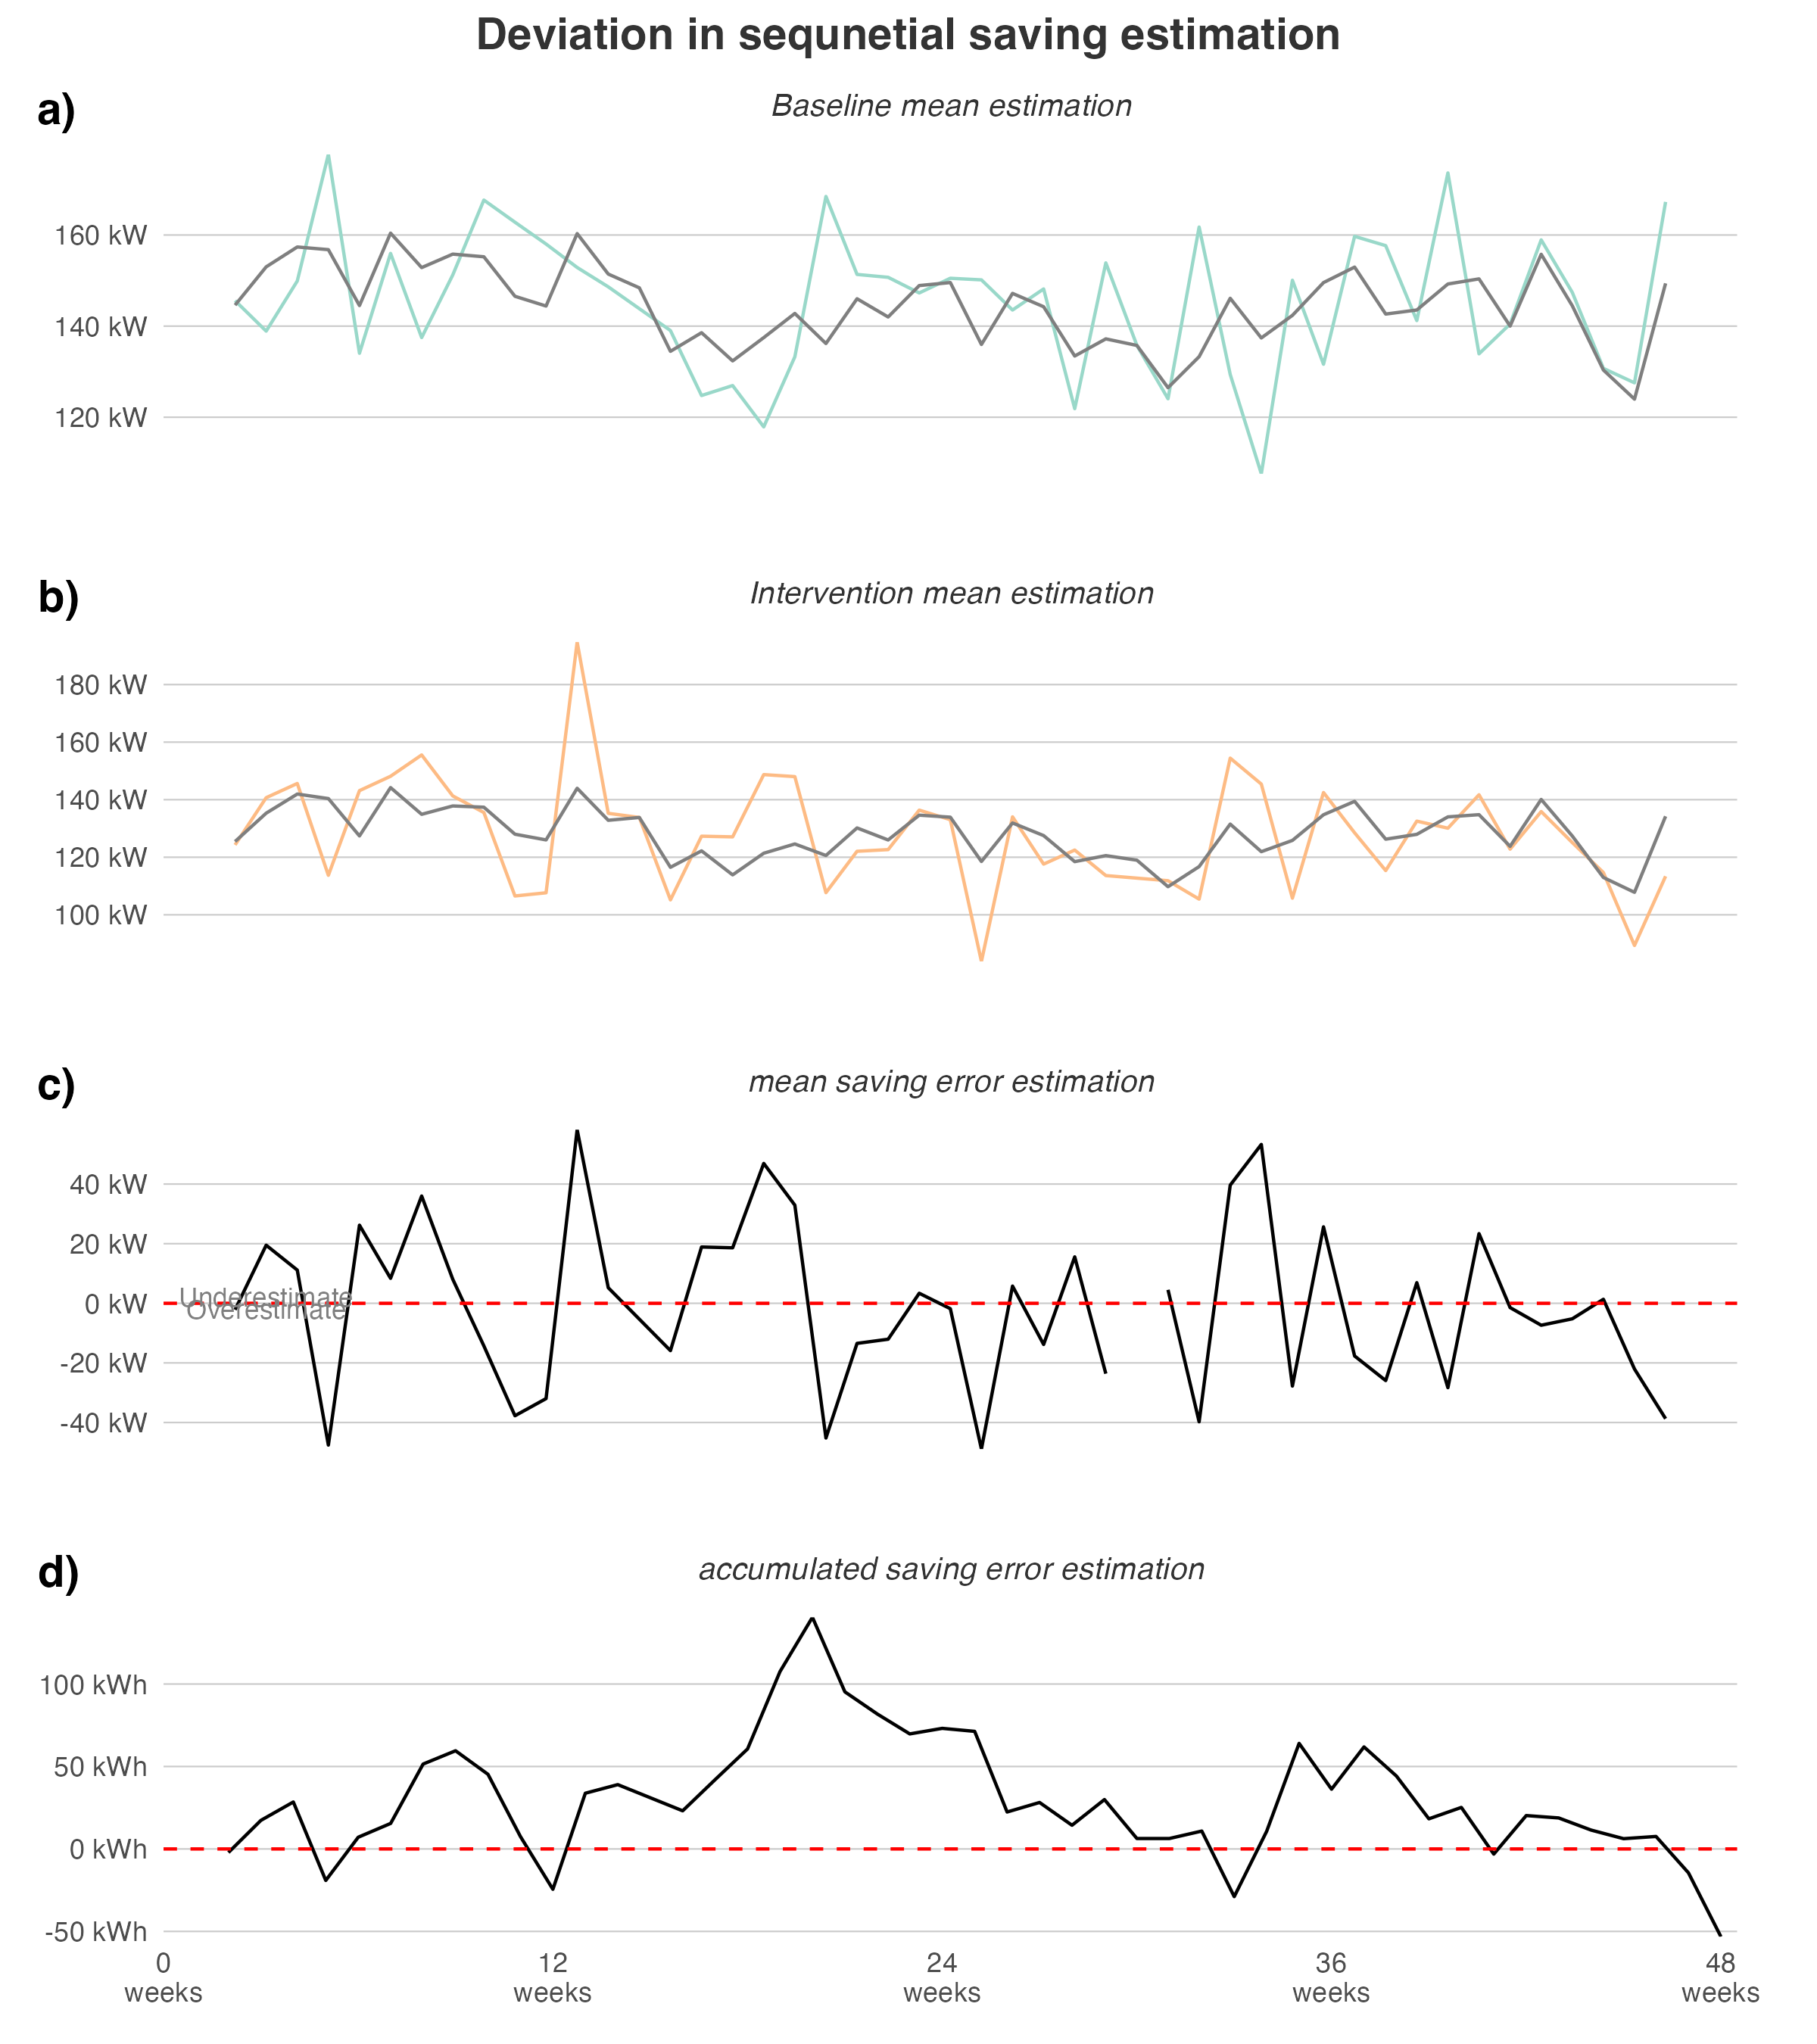 Deviation in sequnetial saving estimation
a)
Baseline mean estimation
160 kW
140 kW
120 kW
b)
Intervention mean estimation
180 kW
160 kW
140 kW
120 kW
100 kW
c)
mean saving error estimation
40 kW
20 kW
Underestimate
0 kW
Overestimate
-20 kW
-40 kW
d)
accumulated saving error estimation
100 kWh
50 kWh
0 kWh
-50 kWh
0 12 24 36 48
weeks weeks weeks weeks weeks